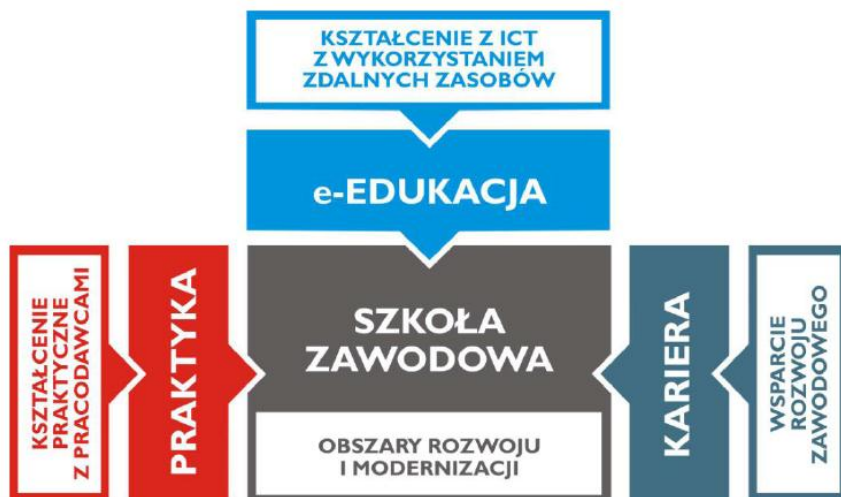 KSZTAŁCENIE Z ICT
Z WYKORZYSTANIEM
ZDALNYCH ZASOBÓW
e-EDUKACJA
KSZTAŁCENIE
PRAKTYCZNE
Z PRACODAWCAMI
PRAKTYKA
SZKOŁA
ZAWODOWA
OBSZARY ROZWOJU
I MODERNIZACJI
KARIERA
WSPARCIE
ROZWOJU
ZAWODOWEGO